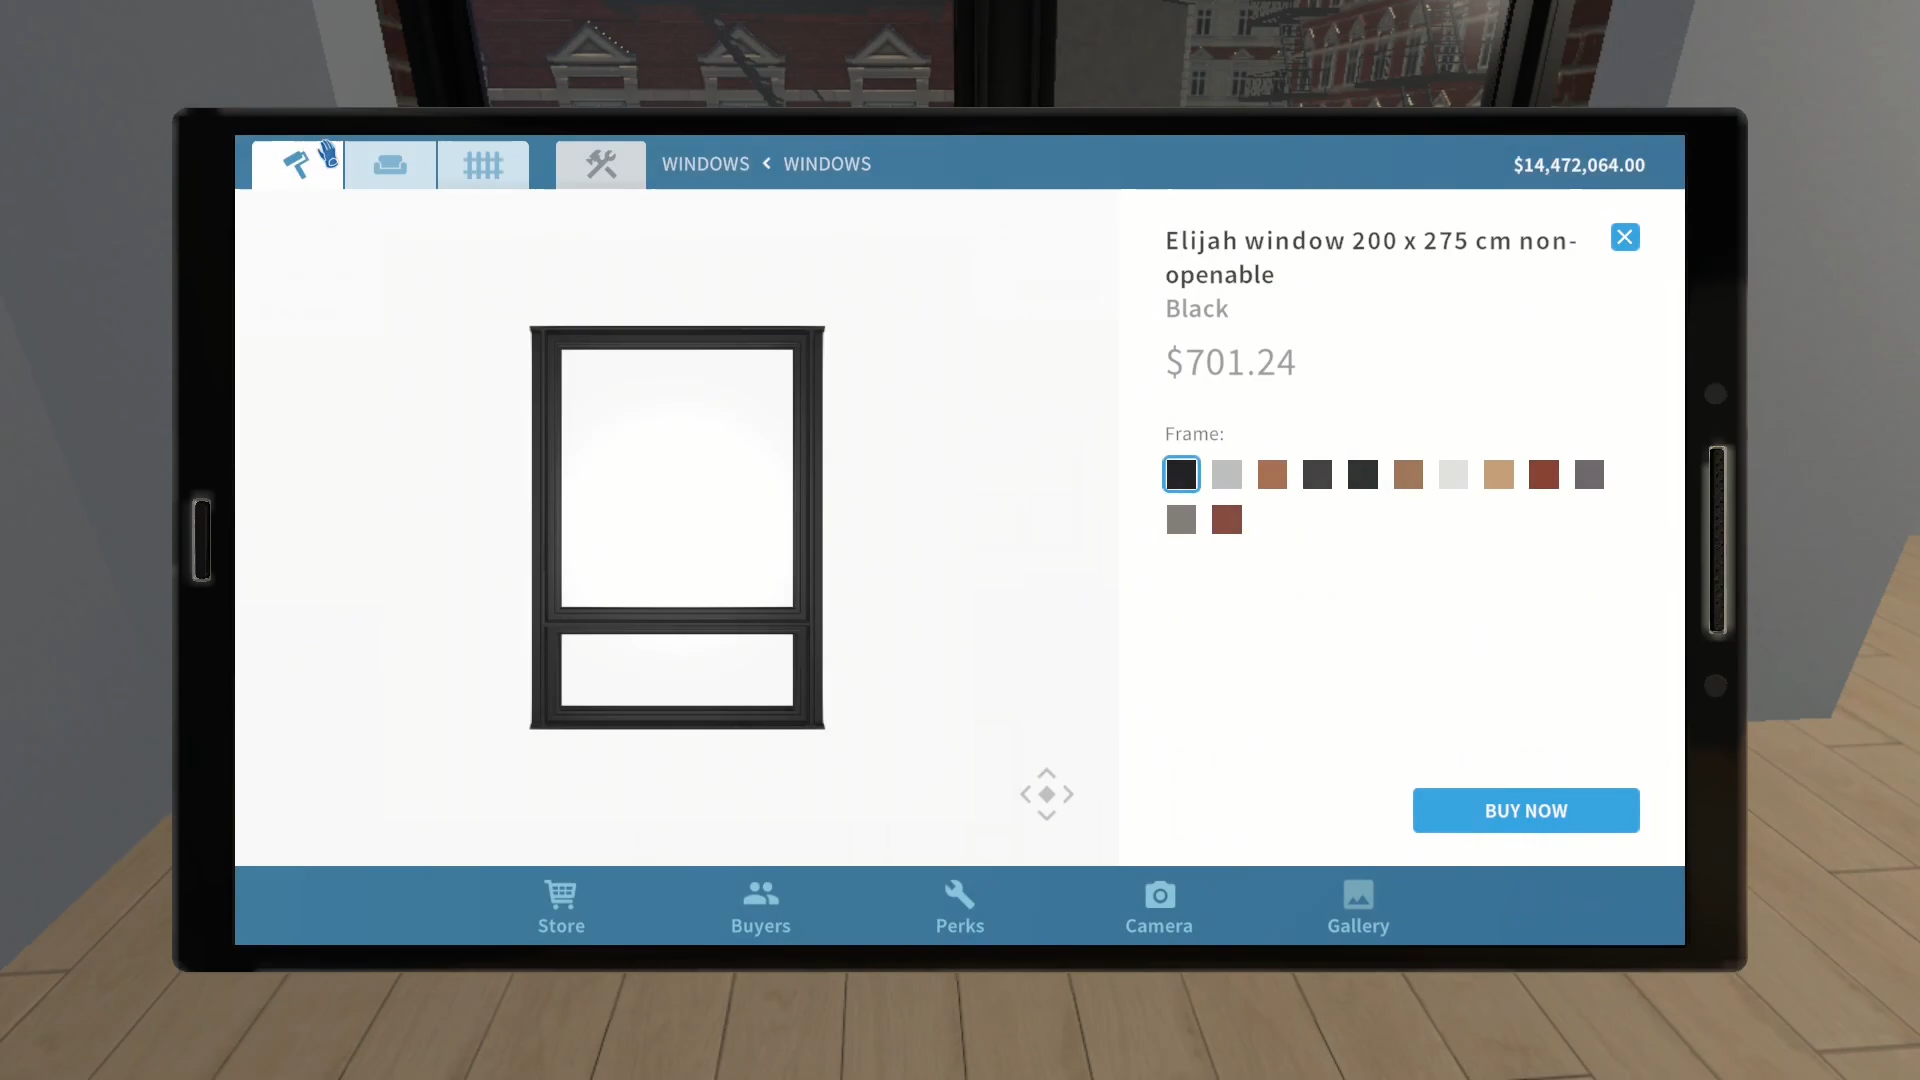 WINDOWS < WINDOWS
$14,472,064.00
Elijah window 200 x 275 cm non-
openable
Black
$701.24
Frame:
BUY NOW
Store
Buyers
Perks
Camera
Gallery